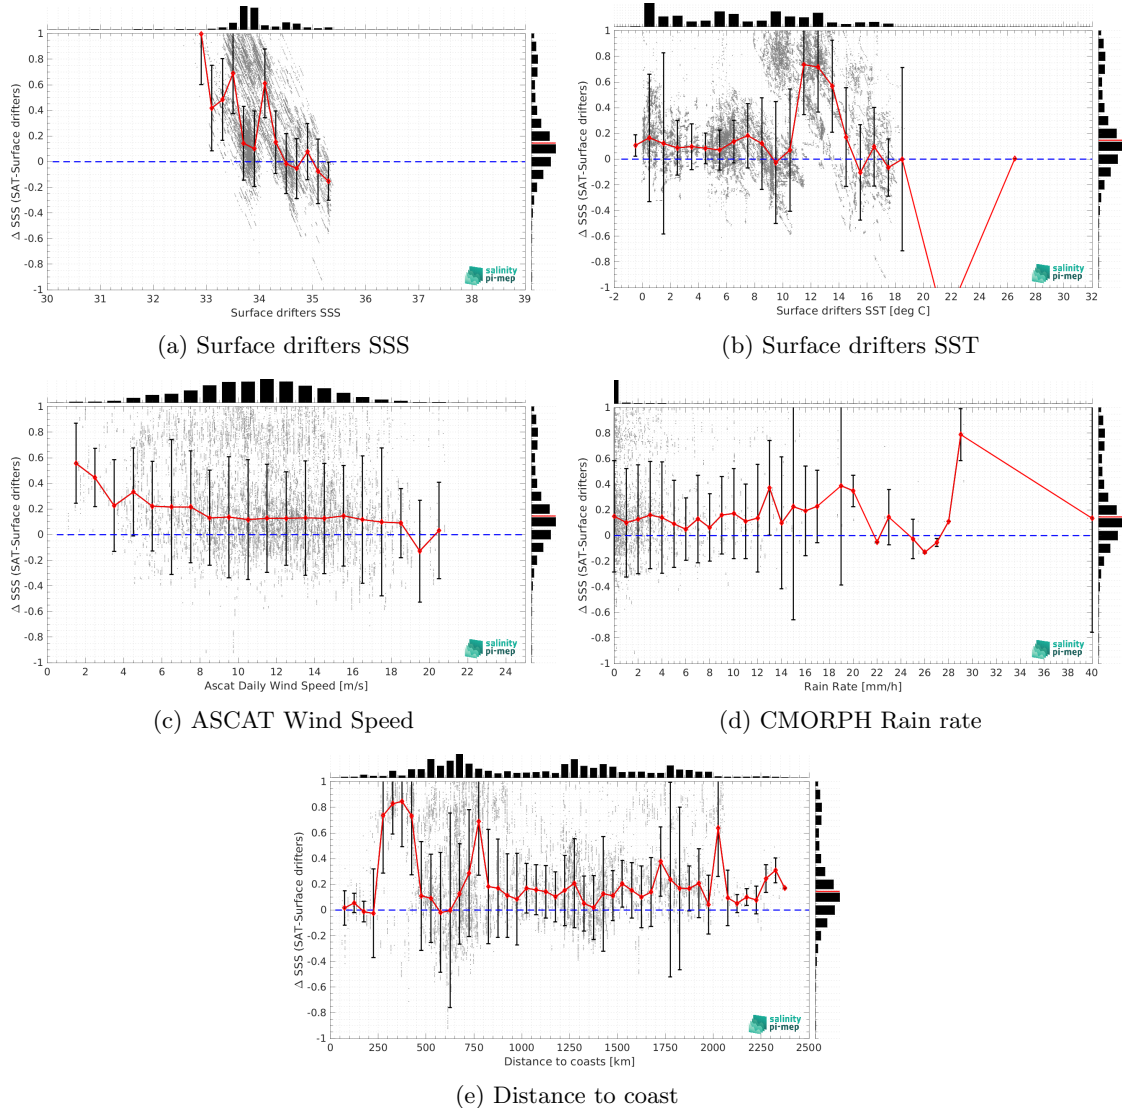 1
0.8
0.6
0.4
0.2
0
-0.2
-0.4
-0.6
-0.8
-1
Δ SSS (SAT-Surface drifters)
salinity
pi-mep
30 31 32 33 34 35 36 37 38 39
Surface drifters SSS
(a) Surface drifters SSS
1
0.8
0.6
0.4
0.2
0
-0.2
-0.4
-0.6
-0.8
-1
Δ SSS (SAT-Surface drifters)
salinity
pi-mep
-2 0 2 4 6 8 10 12 14 16 18 20 22 24 26 28 30 32
Surface drifters SST [deg C]
(b) Surface drifters SST
1
0.8
0.6
0.4
0.2
0
-0.2
-0.4
-0.6
-0.8
-1
Δ SSS (SAT-Surface drifters)
salinity
pi-mep
0 2 4 6 8 10 12 14 16 18 20 22 24
Ascat Daily Wind Speed [m/s]
(c) ASCAT Wind Speed
1
0.8
0.6
0.4
0.2
0
-0.2
-0.4
-0.6
-0.8
-1
Δ SSS (SAT-Surface drifters)
salinity
pi-mep
0 2 4 6 8 10 12 14 16 18 20 22 24 26 28 30 32 34 36 38 40
Rain Rate [mm/h]
(d) CMORPH Rain rate
1
0.8
0.6
0.4
0.2
0
-0.2
-0.4
-0.6
-0.8
-1
Δ SSS (SAT-Surface drifters)
salinity
pi-mep
0 250 500 750 1000 1250 1500 1750 2000 2250 2500
Distance to coasts [km]
(e) Distance to coast